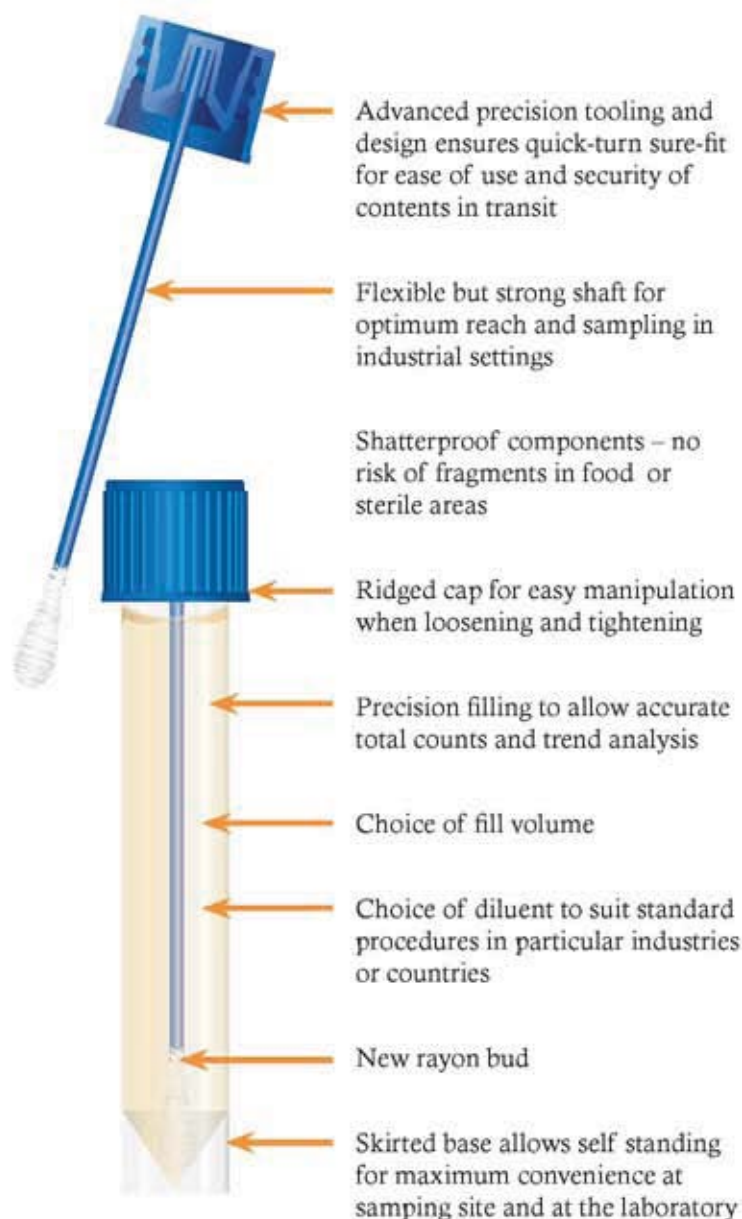 Advanced precision tooling and
design ensures quick-turn sure-fit
for ease of use and security of
contents in transit
Flexible but strong shaft for
optimum reach and sampling in
industrial settings
Shatterproof components – no
risk of fragments in food or
sterile areas
Ridged cap for easy manipulation
when loosening and tightening
Precision filling to allow accurate
total counts and trend analysis
Choice of fill volume
Choice of diluent to suit standard
procedures in particular industries
or countries
New rayon bud
Skirted base allows self standing
for maximum convenience at
samping site and at the laboratory